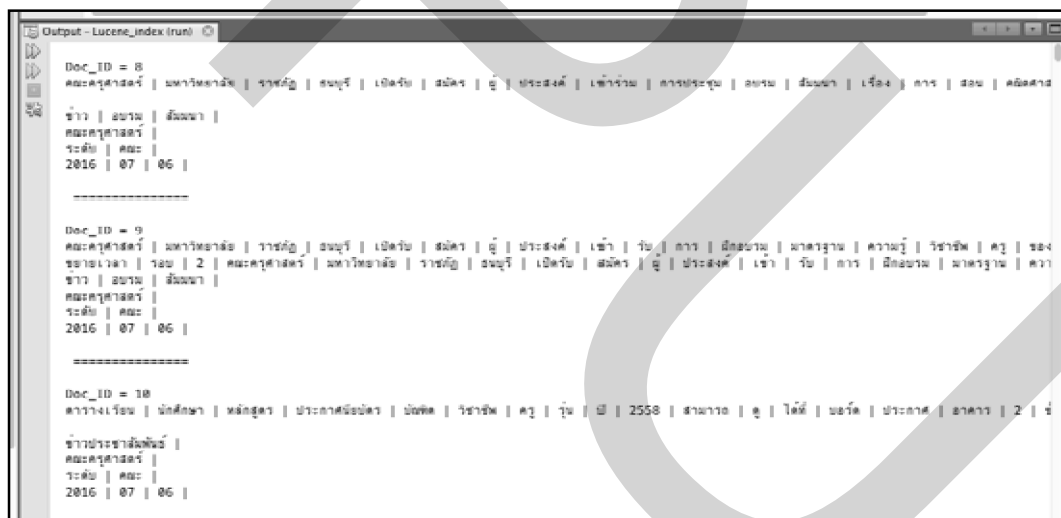 Output - Lucene_index (run)
Doc_ID = 8
คณะครุศาสตร์ | มหาวิทยาลัย | ราชภัฏ | ธนบุรี | เปิดรับ | สมัคร | ผู้ | ประสงค์ | เข้าร่วม | การประชุม | อบรม | สัมมนา | เรื่อง | การ | สอน | คณิตศาส
ข่าว | อบรม | สัมมนา |
คณะครุศาสตร์ |
ระดับ | คณะ |
2016 | 07 | 06 |
===============
Doc_ID = 9
คณะครุศาสตร์ | มหาวิทยาลัย | ราชภัฏ | ธนบุรี | เปิดรับ | สมัคร | ผู้ | ประสงค์ | เข้า | รับ | การ | ฝึกอบรม | มาตรฐาน | ความรู้ | วิชาชีพ | ครู | ของ
ขยายเวลา | รอบ | 2 | คณะครุศาสตร์ | มหาวิทยาลัย | ราชภัฏ | ธนบุรี | เปิดรับ | สมัคร | ผู้ | ประสงค์ | เข้า | รับ | การ | ฝึกอบรม | มาตรฐาน | ควา
ข่าว | อบรม | สัมมนา |
คณะครุศาสตร์ |
ระดับ | คณะ |
2016 | 07 | 06 |
===============
Doc_ID = 10
ตารางเรียน | นักศึกษา | หลักสูตร | ประกาศนียบัตร | บัณฑิต | วิชาชีพ | ครู | รุ่น | ปี | 2558 | สามารถ | ดู | ได้ที่ | บอร์ด | ประกาศ | อาคาร | 2 | ชั
ข่าวประชาสัมพันธ์ |
คณะครุศาสตร์ |
ระดับ | คณะ |
2016 | 07 | 06 |